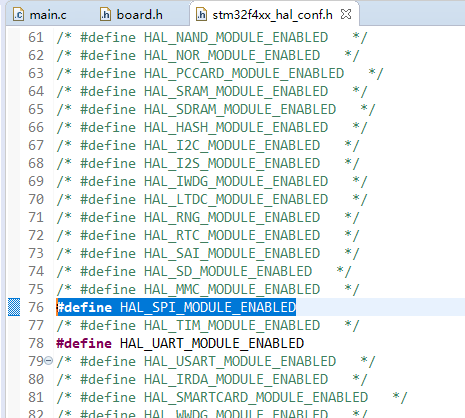 main.c board.h stm32f4xx_hal_conf.h
61 /* #define HAL_NAND_MODULE_ENABLED */
62 /* #define HAL_NOR_MODULE_ENABLED */
63 /* #define HAL_PCCARD_MODULE_ENABLED */
64 /* #define HAL_SRAM_MODULE_ENABLED */
65 /* #define HAL_SDRAM_MODULE_ENABLED */
66 /* #define HAL_HASH_MODULE_ENABLED */
67 /* #define HAL_I2C_MODULE_ENABLED */
68 /* #define HAL_I2S_MODULE_ENABLED */
69 /* #define HAL_IWDG_MODULE_ENABLED */
70 /* #define HAL_LTDC_MODULE_ENABLED */
71 /* #define HAL_RNG_MODULE_ENABLED */
72 /* #define HAL_RTC_MODULE_ENABLED */
73 /* #define HAL_SAI_MODULE_ENABLED */
74 /* #define HAL_SD_MODULE_ENABLED */
75 /* #define HAL_MMC_MODULE_ENABLED */
76 #define HAL_SPI_MODULE_ENABLED
77 /* #define HAL_TIM_MODULE_ENABLED */
78 #define HAL_UART_MODULE_ENABLED
79 /* #define HAL_USART_MODULE_ENABLED */
80 /* #define HAL_IRDA_MODULE_ENABLED */
81 /* #define HAL_SMARTCARD_MODULE_ENABLED */
82 /* #define HAL_WWDG_MODULE_ENABLED */